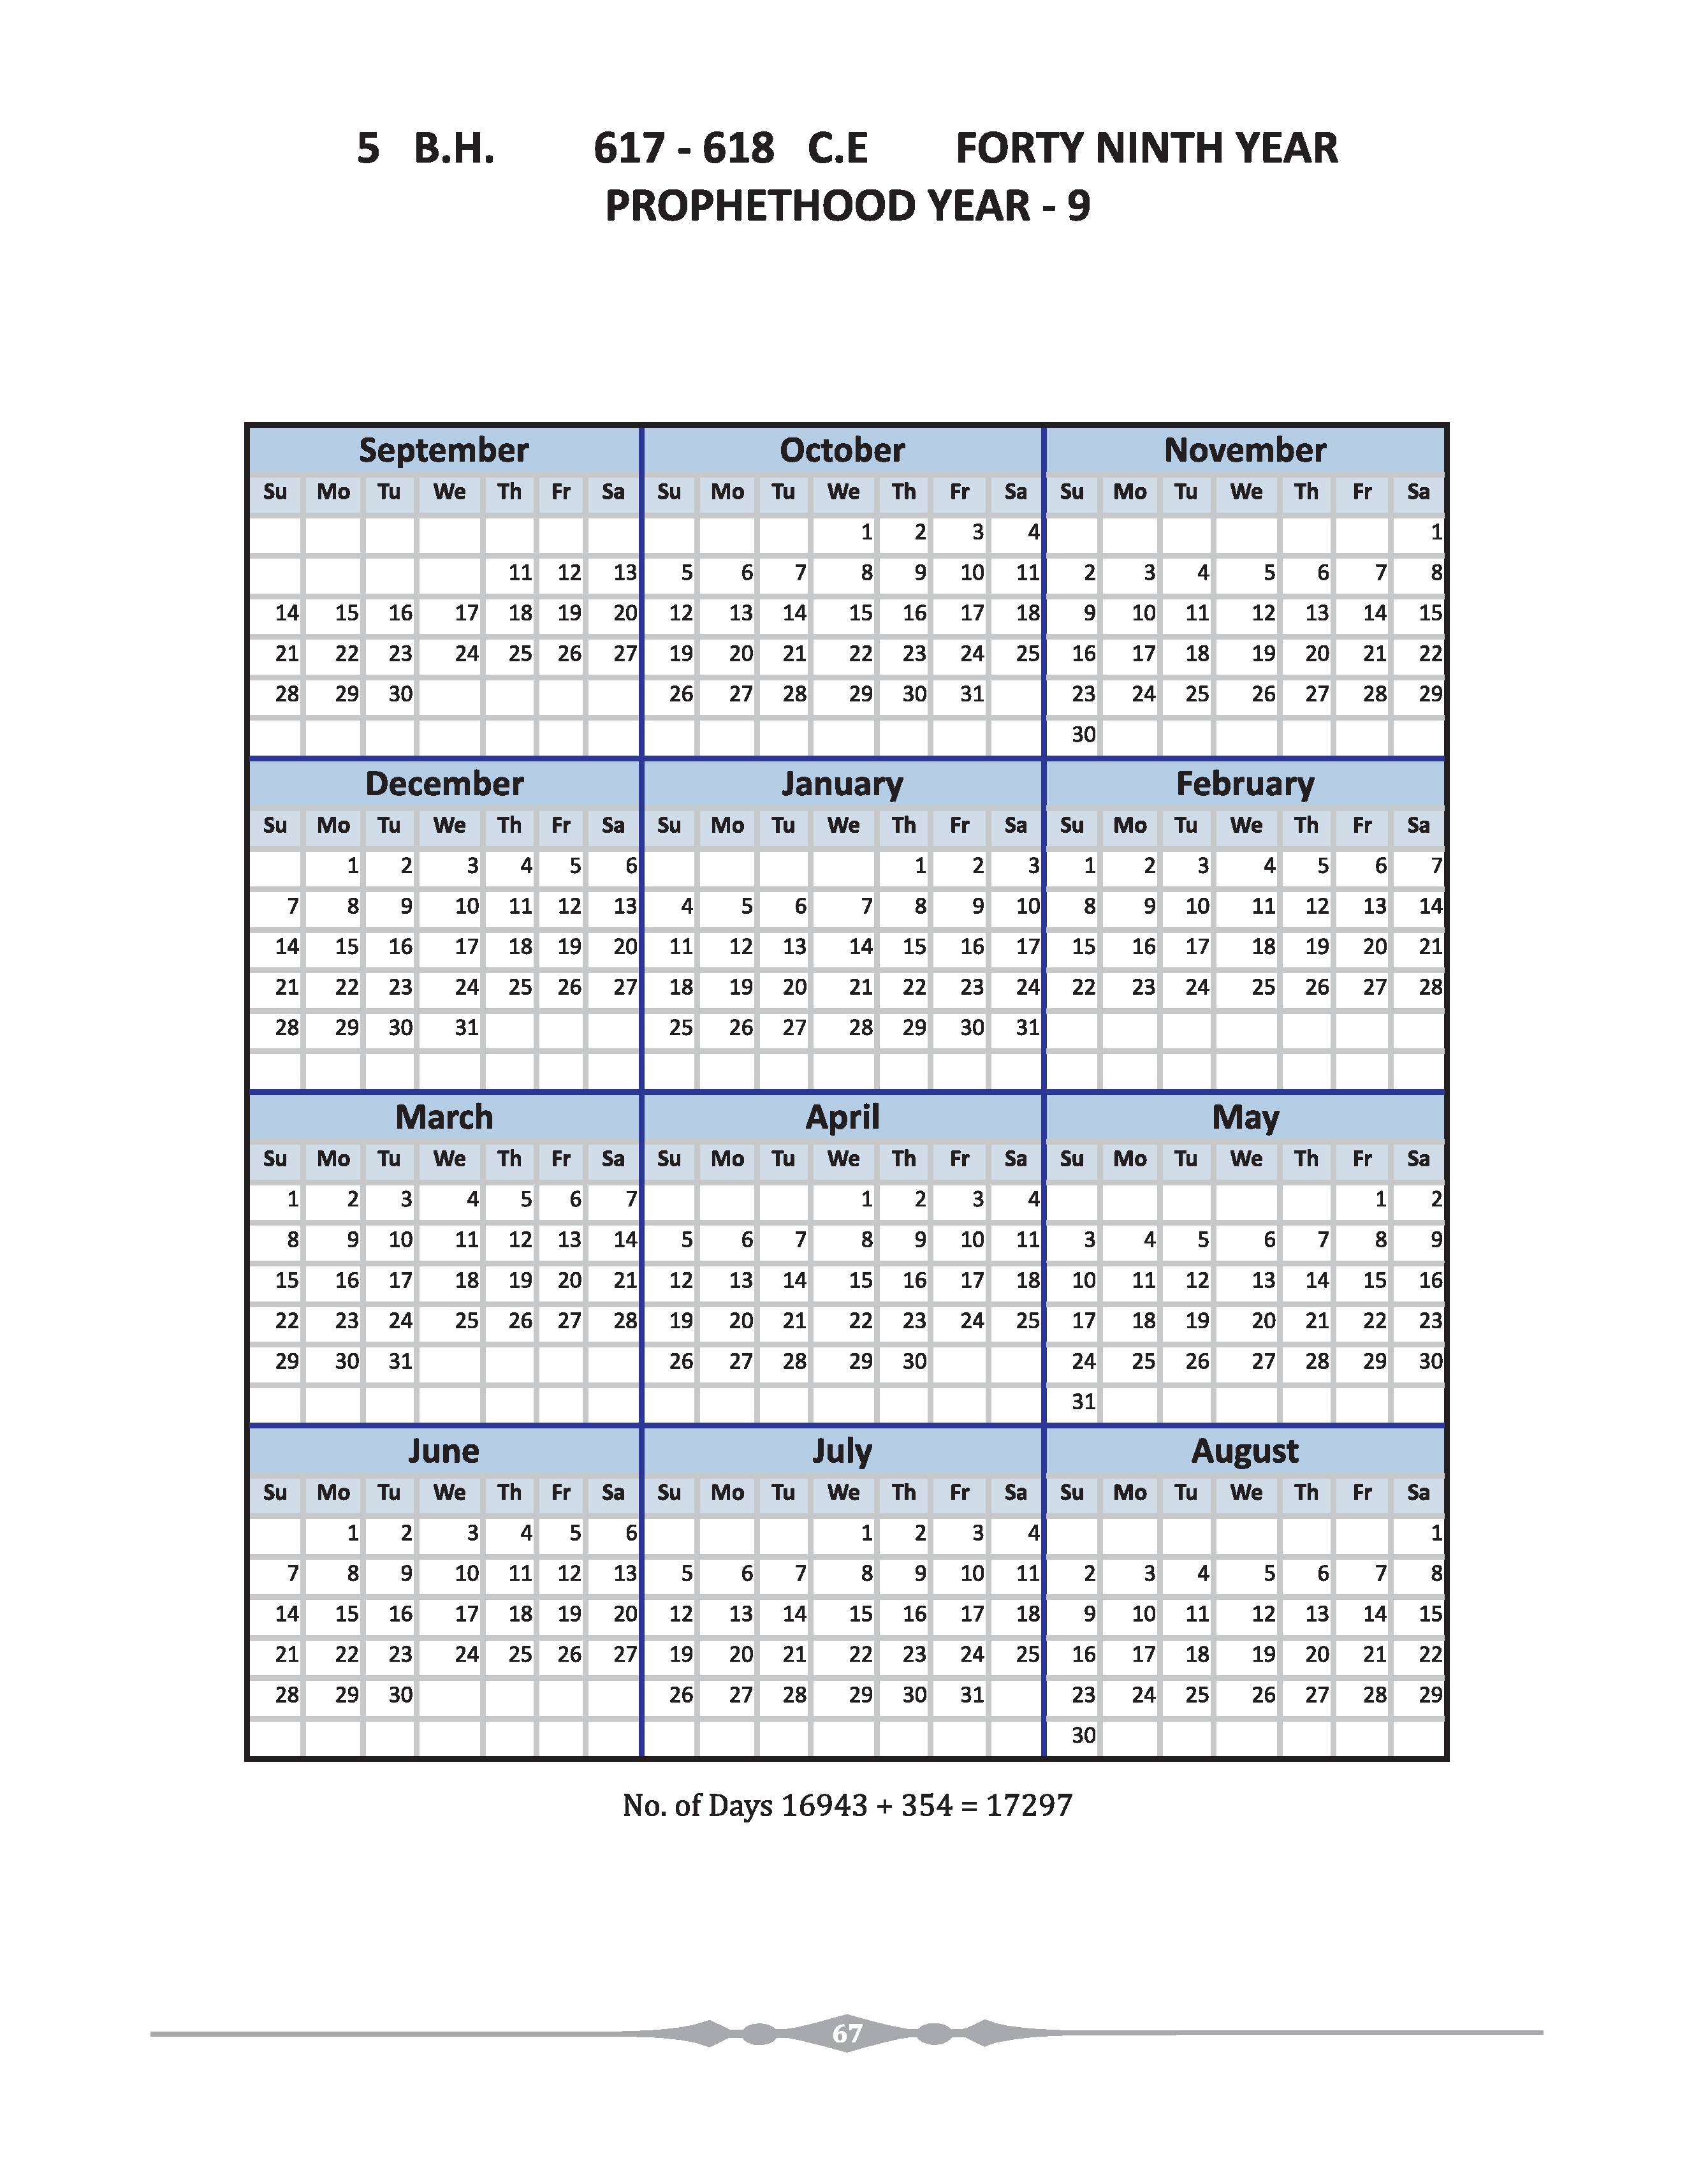 5 B.H. 617 - 618 C.E FORTY NINTH YEAR
PROPHETHOOD YEAR - 9
September October November
Su Mo Tu We Th Fr Sa Su Mo Tu We Th Fr Sa Su Mo Tu We Th Fr Sa
1 2 3 4 1
11 12 13 5 6 7 8 9 10 11 2 3 4 5 6 7 8
14 15 16 17 18 19 20 12 13 14 15 16 17 18 9 10 11 12 13 14 15
21 22 23 24 25 26 27 19 20 21 22 23 24 25 16 17 18 19 20 21 22
28 29 30 26 27 28 29 30 31 23 24 25 26 27 28 29
30
December January February
Su Mo Tu We Th Fr Sa Su Mo Tu We Th Fr Sa Su Mo Tu We Th Fr Sa
1 2 3 4 5 6 1 2 3 1 2 3 4 5 6 7
7 8 9 10 11 12 13 4 5 6 7 8 9 10 8 9 10 11 12 13 14
14 15 16 17 18 19 20 11 12 13 14 15 16 17 15 16 17 18 19 20 21
21 22 23 24 25 26 27 18 19 20 21 22 23 24 22 23 24 25 26 27 28
28 29 30 31 25 26 27 28 29 30 31
March April May
Su Mo Tu We Th Fr Sa Su Mo Tu We Th Fr Sa Su Mo Tu We Th Fr Sa
1 2 3 4 5 6 7 1 2 3 4 1 2
8 9 10 11 12 13 14 5 6 7 8 9 10 11 3 4 5 6 7 8 9
15 16 17 18 19 20 21 12 13 14 15 16 17 18 10 11 12 13 14 15 16
22 23 24 25 26 27 28 19 20 21 22 23 24 25 17 18 19 20 21 22 23
29 30 31 26 27 28 29 30 24 25 26 27 28 29 30
31
June July August
Su Mo Tu We Th Fr Sa Su Mo Tu We Th Fr Sa Su Mo Tu We Th Fr Sa
1 2 3 4 5 6 1 2 3 4 1
7 8 9 10 11 12 13 5 6 7 8 9 10 11 2 3 4 5 6 7 8
14 15 16 17 18 19 20 12 13 14 15 16 17 18 9 10 11 12 13 14 15
21 22 23 24 25 26 27 19 20 21 22 23 24 25 16 17 18 19 20 21 22
28 29 30 26 27 28 29 30 31 23 24 25 26 27 28 29
30
No. of Days 16943 + 354 = 17297
67